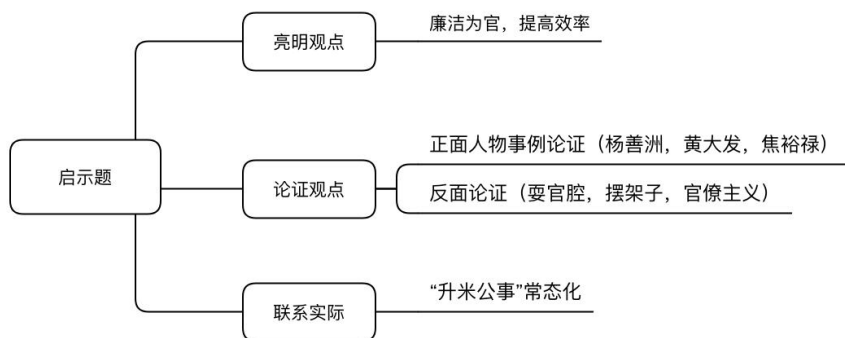 启示题
亮明观点
廉洁为官，提高效率
论证观点
正面人物事例论证（杨善洲，黄大发，焦裕禄）
反面论证（耍官腔，摆架子，官僚主义）
联系实际
“升米公事”常态化